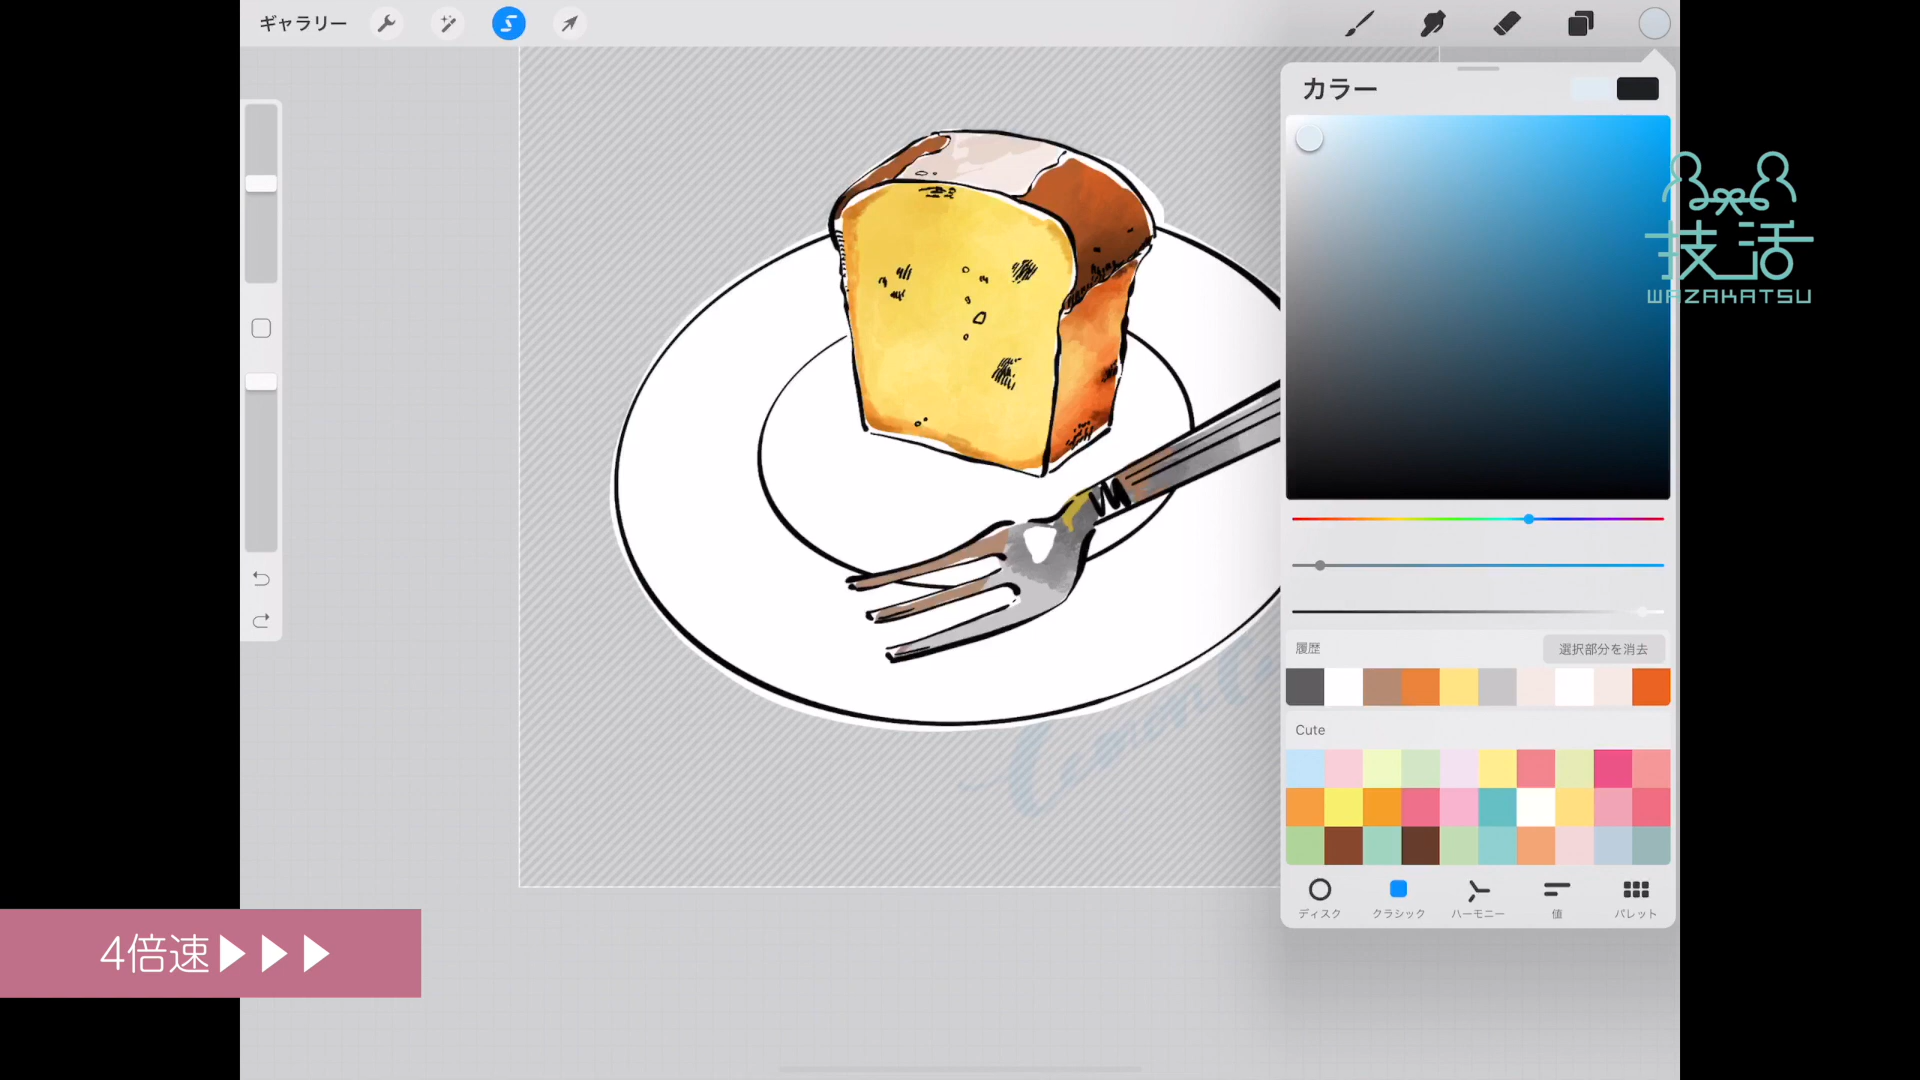 ギャラリー
カラー
技活
WAZAKATSU
履歴
選択部分を消去
Cute
ディスク
クラシック
ハーモニー
値
パレット
4倍速▶▶▶